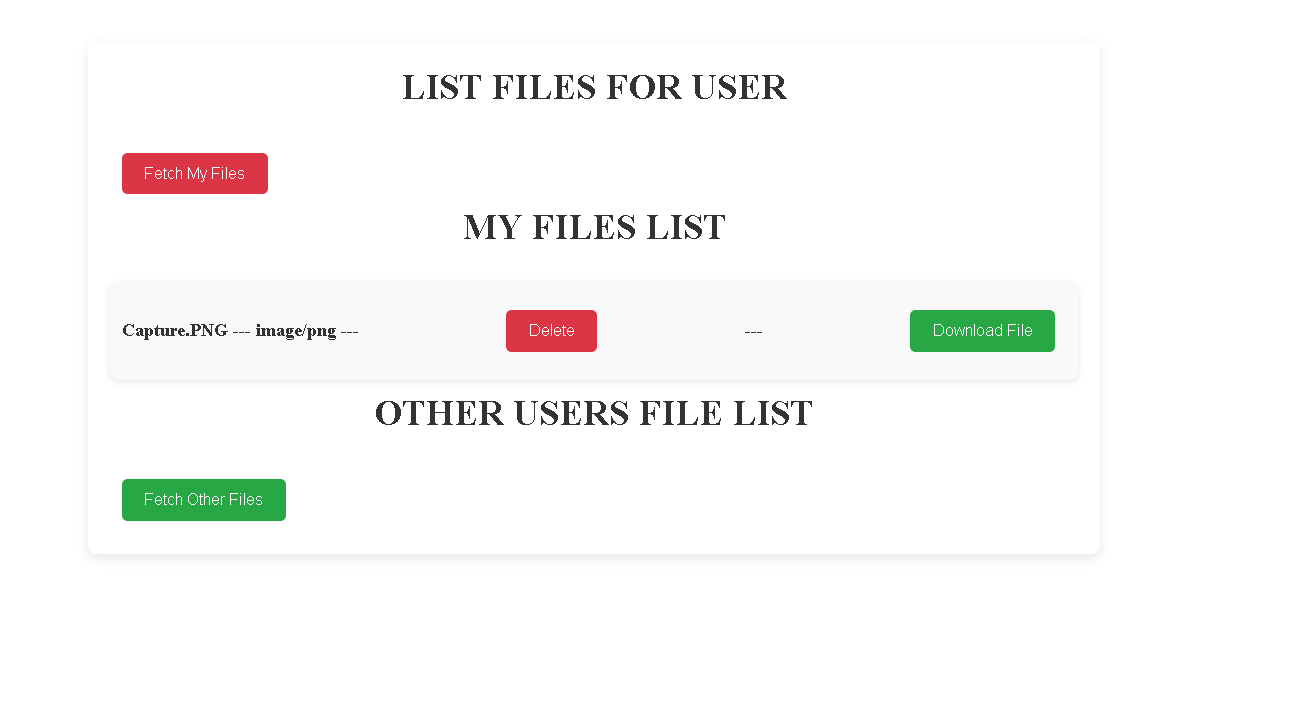 LIST FILES FOR USER
Fetch My Files
MY FILES LIST
Capture.PNG --- image/png --- Delete --- Download File
OTHER USERS FILE LIST
Fetch Other Files